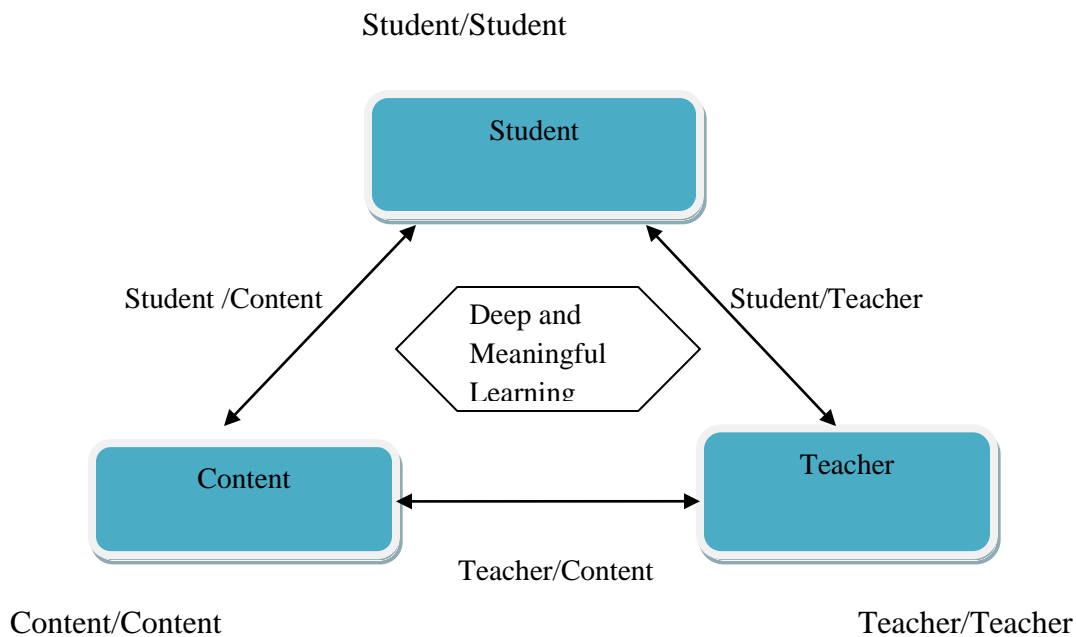 Student/Student
Student
Student /Content
Student/Teacher
Deep and
Meaningful
Learning
Content
Teacher
Teacher/Content
Content/Content
Teacher/Teacher